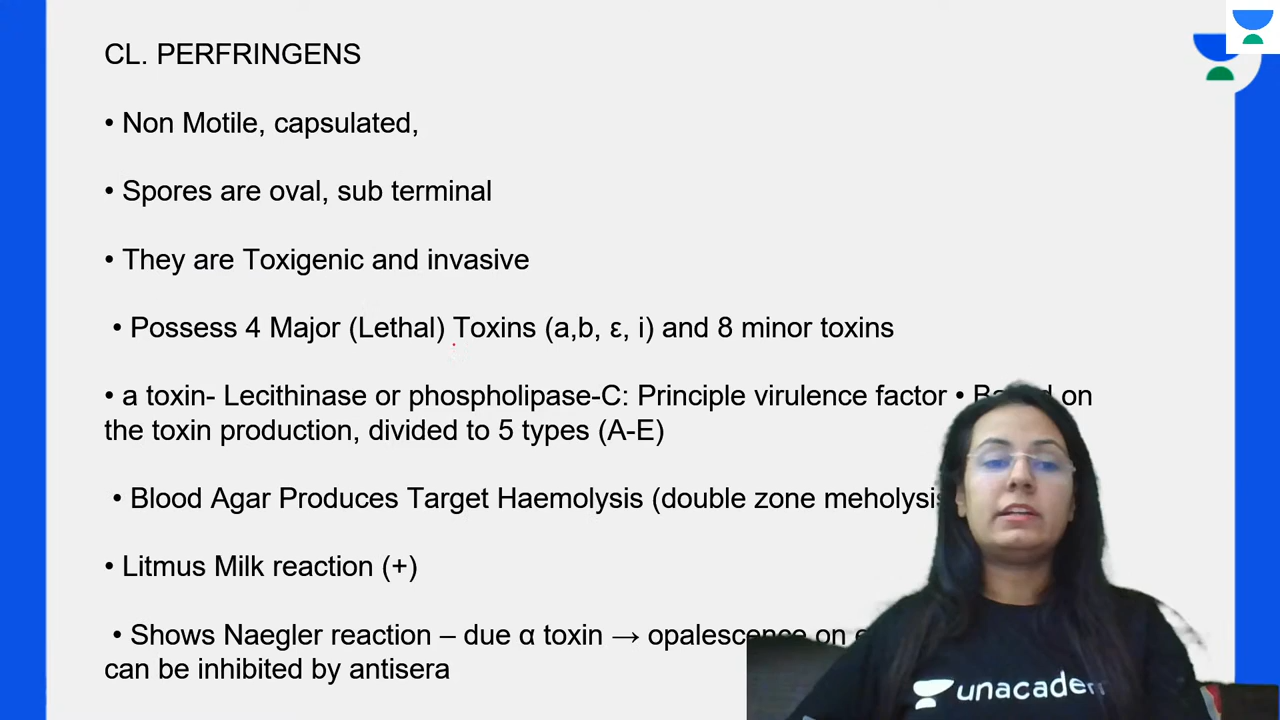 CL. PERFRINGENS
• Non Motile, capsulated,
• Spores are oval, sub terminal
• They are Toxigenic and invasive
• Possess 4 Major (Lethal) Toxins (a,b, ε, i) and 8 minor toxins
• a toxin- Lecithinase or phospholipase-C: Principle virulence factor • on
the toxin production, divided to 5 types (A-E)
• Blood Agar Produces Target Haemolysis (double zone
• Litmus Milk reaction (+)
• Shows Naegler reaction – due α toxin → opalescence on
can be inhibited by antisera